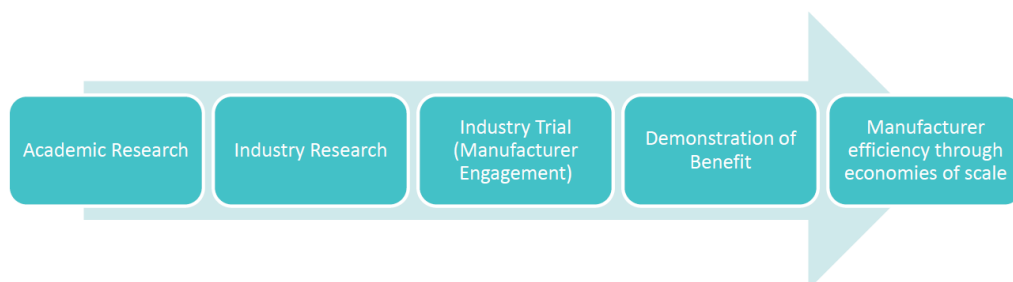 Academic Research
Industry Research
Industry Trial
(Manufacturer
Engagement)
Demonstration of
Benefit
Manufacturer
efficiency through
economies of scale